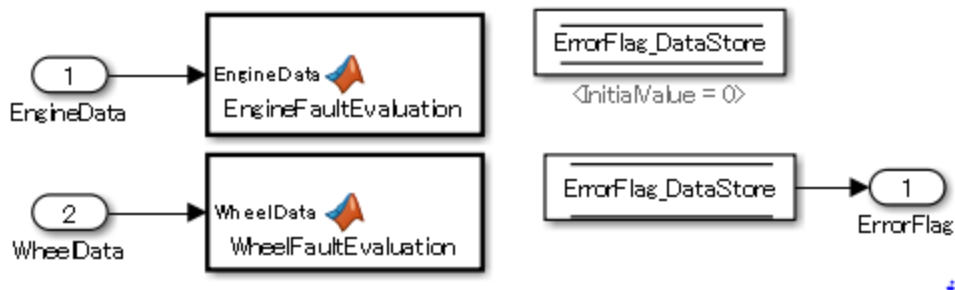 1
EngineData
EngineData
EngineFaultEvaluation
ErrorFlag_DataStore
<InitialValue = 0>
2
WheelData
WheelData
WheelFaultEvaluation
ErrorFlag_DataStore
1
ErrorFlag